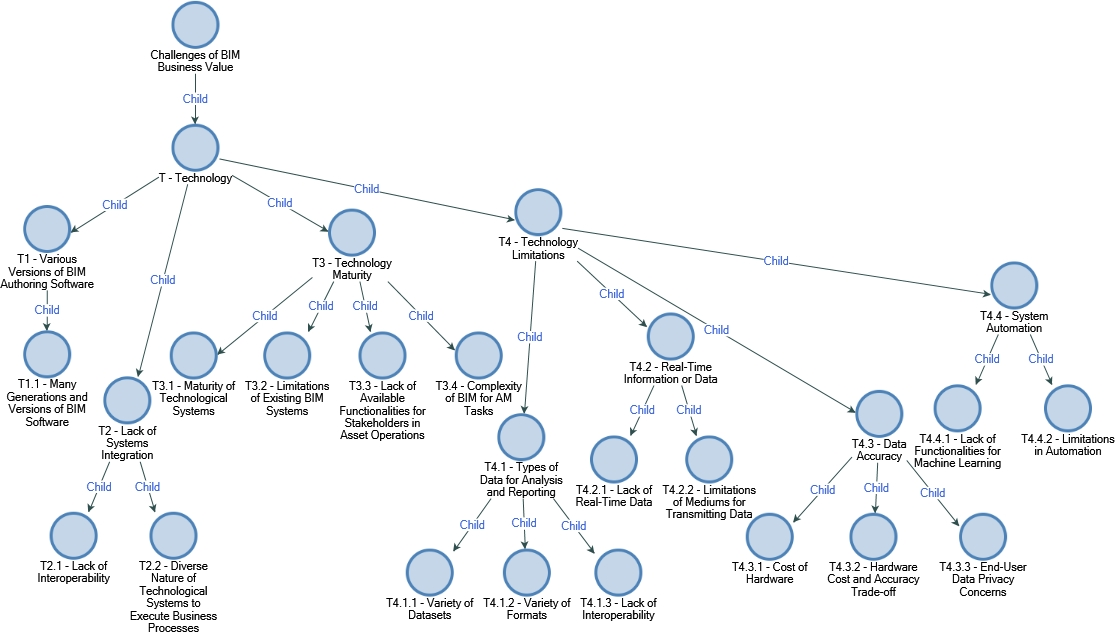 Challenges of BIM
Business Value
Child
T - Technology
Child
Child
Child
Child
T1 - Various
Versions of BIM
Authoring Software
Child
T1.1 - Many
Generations and
Versions of BIM
Software
T2 - Lack of
Systems
Integration
Child
Child
T2.1 - Lack of
Interoperability
T2.2 - Diverse
Nature of
Technological
Systems to
Execute Business
Processes
T3 - Technology
Maturity
Child
Child
Child
Child
T3.1 - Maturity of
Technological
Systems
T3.2 - Limitations
of Existing BIM
Systems
T3.3 - Lack of
Available
Functionalities for
Stakeholders in
Asset Operations
T3.4 - Complexity
of BIM for AM
Tasks
T4 - Technology
Limitations
Child
Child
Child
Child
T4.1 - Types of
Data for Analysis
and Reporting
Child
Child
Child
T4.1.1 - Variety of
Datasets
T4.1.2 - Variety of
Formats
T4.1.3 - Lack of
Interoperability
T4.2 - Real-Time
Information or Data
Child
Child
T4.2.1 - Lack of
Real-Time Data
T4.2.2 - Limitations
of Mediums for
Transmitting Data
T4.3 - Data
Accuracy
Child
Child
Child
T4.3.1 - Cost of
Hardware
T4.3.2 - Hardware
Cost and Accuracy
Trade-off
T4.3.3 - End-User
Data Privacy
Concerns
T4.4 - System
Automation
Child
Child
T4.4.1 - Lack of
Functionalities for
Machine Learning
T4.4.2 - Limitations
in Automation